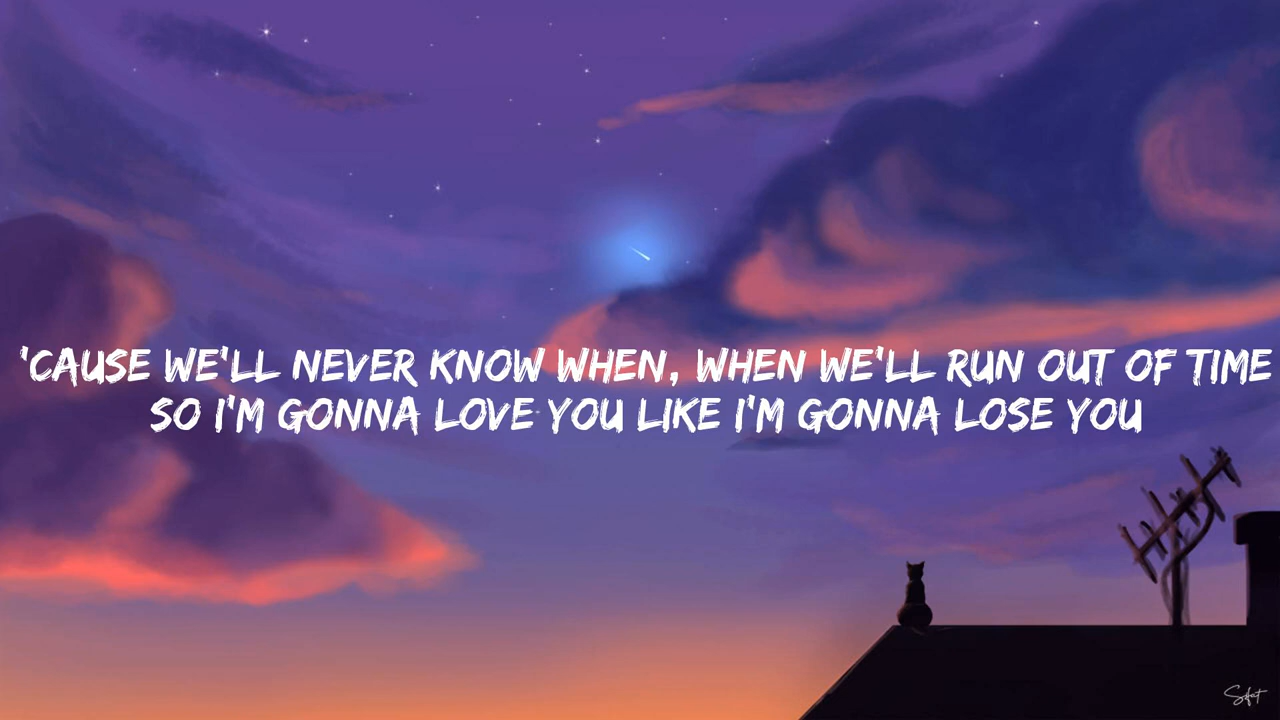 'CAUSE WE'LL NEVER KNOW WHEN, WHEN WE'LL RUN OUT OF TIME
SO I'M GONNA LOVE YOU LIKE I'M GONNA LOSE YOU